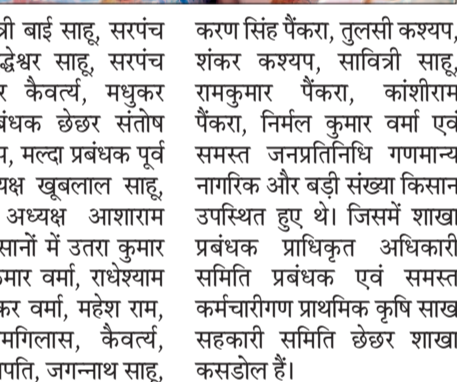 त्री बाई साहू, सरपंच
द्धेश्वर साहू, सरपंच
र कैवर्त्य, मधुकर
बंधक छेछर संतोष
प, मल्दा प्रबंधक पूर्व
यक्ष खूबलाल साहू,
अध्यक्ष आशाराम
सानों में उतरा कुमार
कुमार वर्मा, राधेश्याम
कर वर्मा, महेश राम,
मगिलास, कैवर्त्य,
पति, जगन्नाथ साहू,
करण सिंह पैंकरा, तुलसी कश्यप,
शंकर कश्यप, सावित्री साहू,
रामकुमार पैंकरा, कांशीराम
पैंकरा, निर्मल कुमार वर्मा एवं
समस्त जनप्रतिनिधि गणमान्य
नागरिक और बड़ी संख्या किसान
उपस्थित हुए थे। जिसमें शाखा
प्रबंधक प्राधिकृत अधिकारी
समिति प्रबंधक एवं समस्त
कर्मचारीगण प्राथमिक कृषि साख
सहकारी समिति छेछर शाखा
कसडोल हैं।